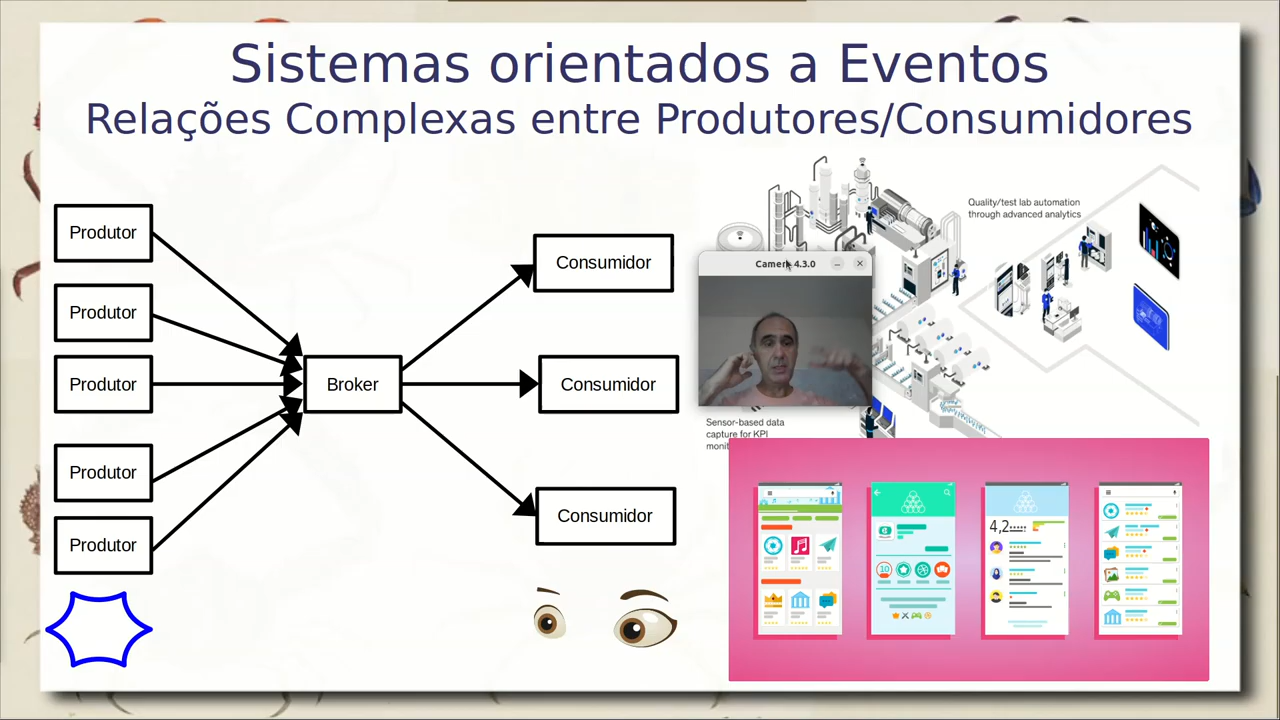 Sistemas orientados a Eventos
Relações Complexas entre Produtores/Consumidores
Quality/test lab automation
through advanced analytics
Produtor
Produtor
Produtor
Produtor
Produtor
Broker
Consumidor
Consumidor
Consumidor
Camera 4.3.0
Sensor-based data
capture for KPI
10
4,2